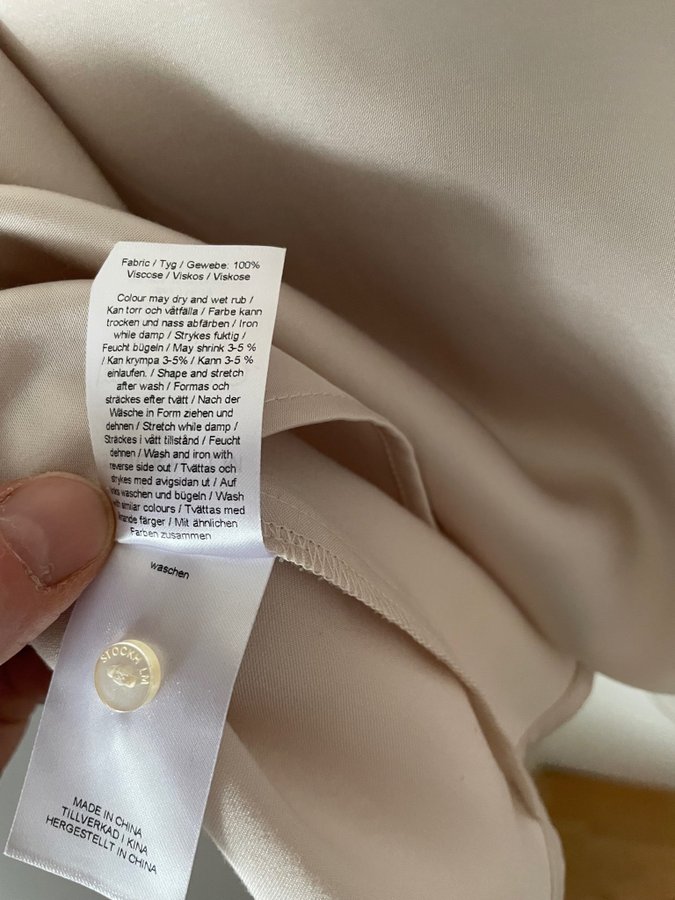 Fabric / Tyg / Gewebe: 100%
Viscose / Viskos / Viskose
Colour may dry and wet rub /
Kan torr och våtfälla / Farbe kann
trocken und nass abfärben / Iron
while damp / Strykes fuktig /
Feucht bügeln / May shrink 3-5 %
/ Kan krympa 3-5% / Kann 3-5 %
einlaufen. / Shape and stretch
after wash / Formas och
sträckes efter tvätt / Nach der
Wäsche in Form ziehen und
dehnen / Stretch while damp /
Sträckes i vått tillstånd / Feucht
dehnen / Wash and iron with
reverse side out / Tvättas och
strykes med avigsidan ut / Auf
waschen und bügeln / Wash
with similar colours / Tvättas med
färger / Mit ähnlichen
Farben zusammen
waschen
STOCKH LM
MADE IN CHINA
TILLVERKAD I KINA
HERGESTELLT IN CHINA